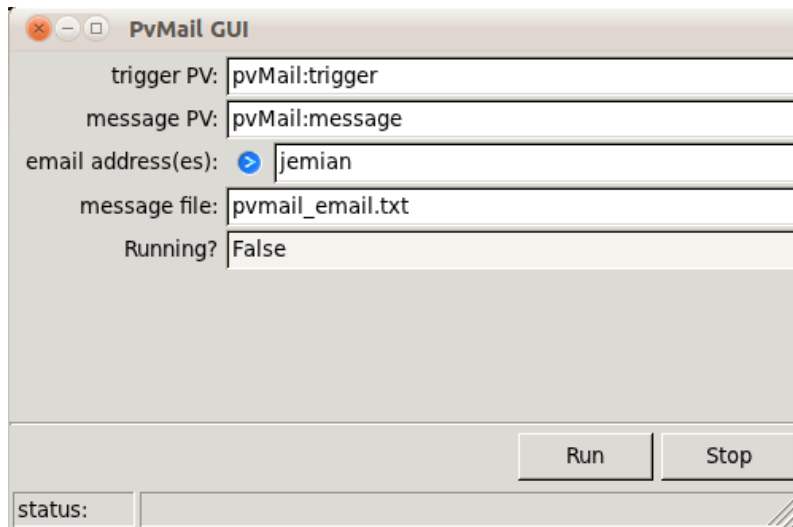 PvMail GUI
trigger PV: pvMail:trigger
message PV: pvMail:message
email address(es): jemian
message file: pvmail_email.txt
Running? False
Run Stop
status: